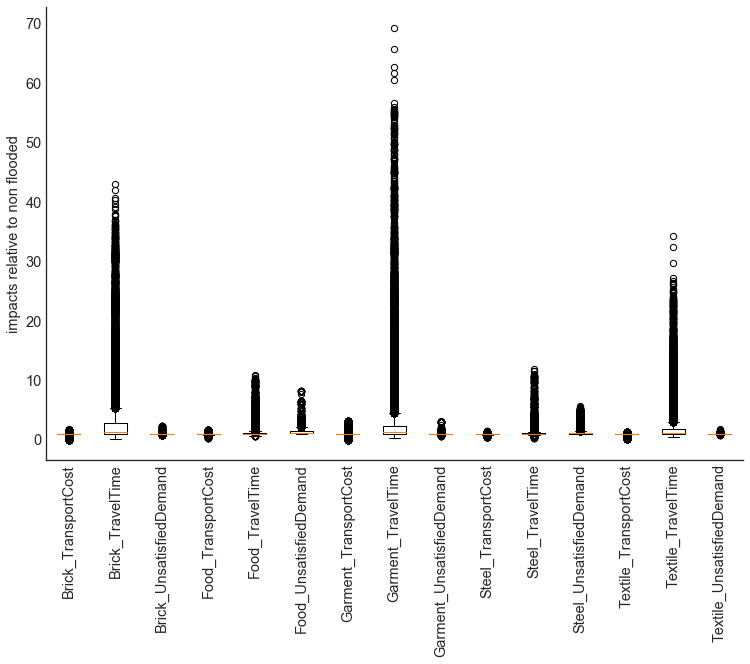 70
60
50
40
30
20
10
0
impacts relative to non flooded
Brick_TransportCost
Brick_TravelTime
Brick_UnsatisfiedDemand
Food_TransportCost
Food_TravelTime
Food_UnsatisfiedDemand
Garment_TransportCost
Garment_TravelTime
Garment_UnsatisfiedDemand
Steel_TransportCost
Steel_TravelTime
Steel_UnsatisfiedDemand
Textile_TransportCost
Textile_TravelTime
Textile_UnsatisfiedDemand